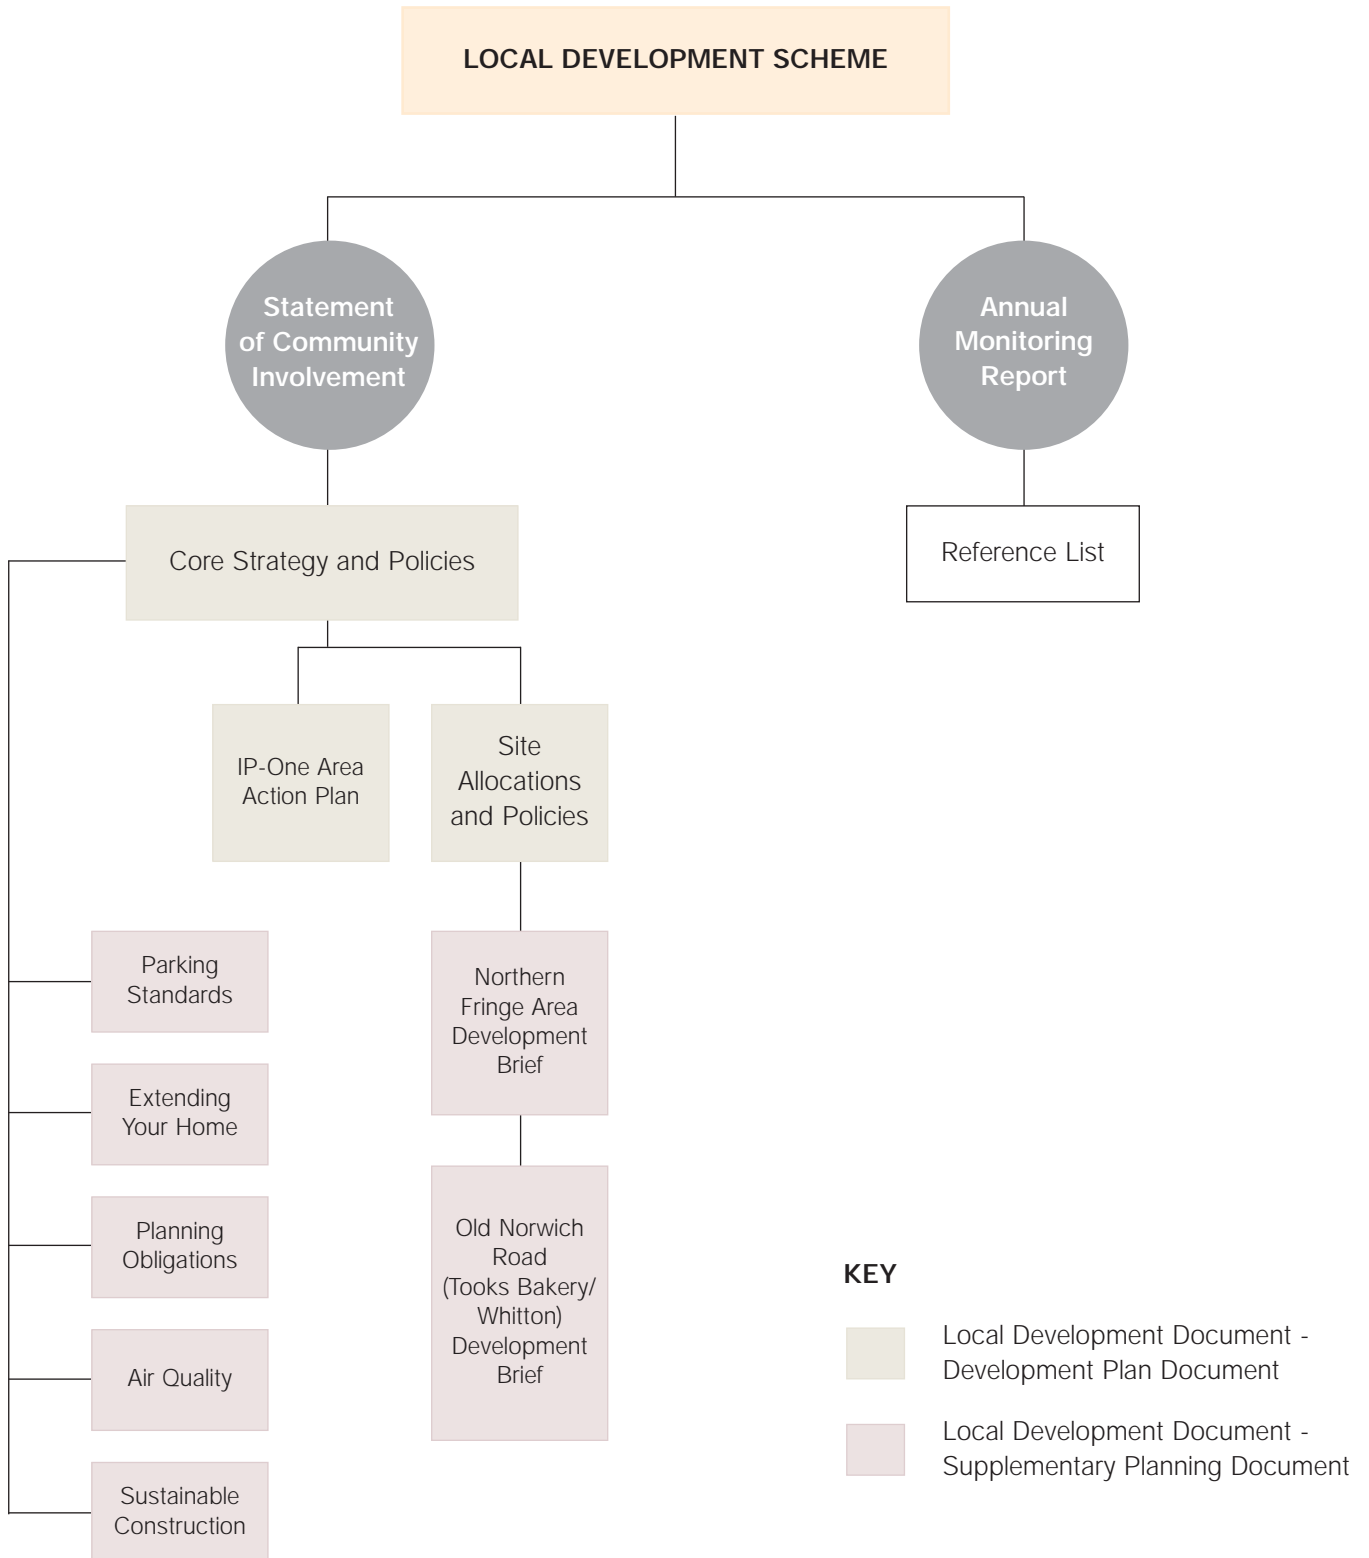 LOCAL DEVELOPMENT SCHEME
Statement
of Community
Involvement
Annual
Monitoring
Report
Core Strategy and Policies
Reference List
IP-One Area
Action Plan
Site
Allocations
and Policies
Parking
Standards
Extending
Your Home
Planning
Obligations
Air Quality
Sustainable
Construction
Northern
Fringe Area
Development
Brief
Old Norwich
Road
(Tooks Bakery/
Whitton)
Development
Brief
KEY
Local Development Document -
Development Plan Document
Local Development Document -
Supplementary Planning Document